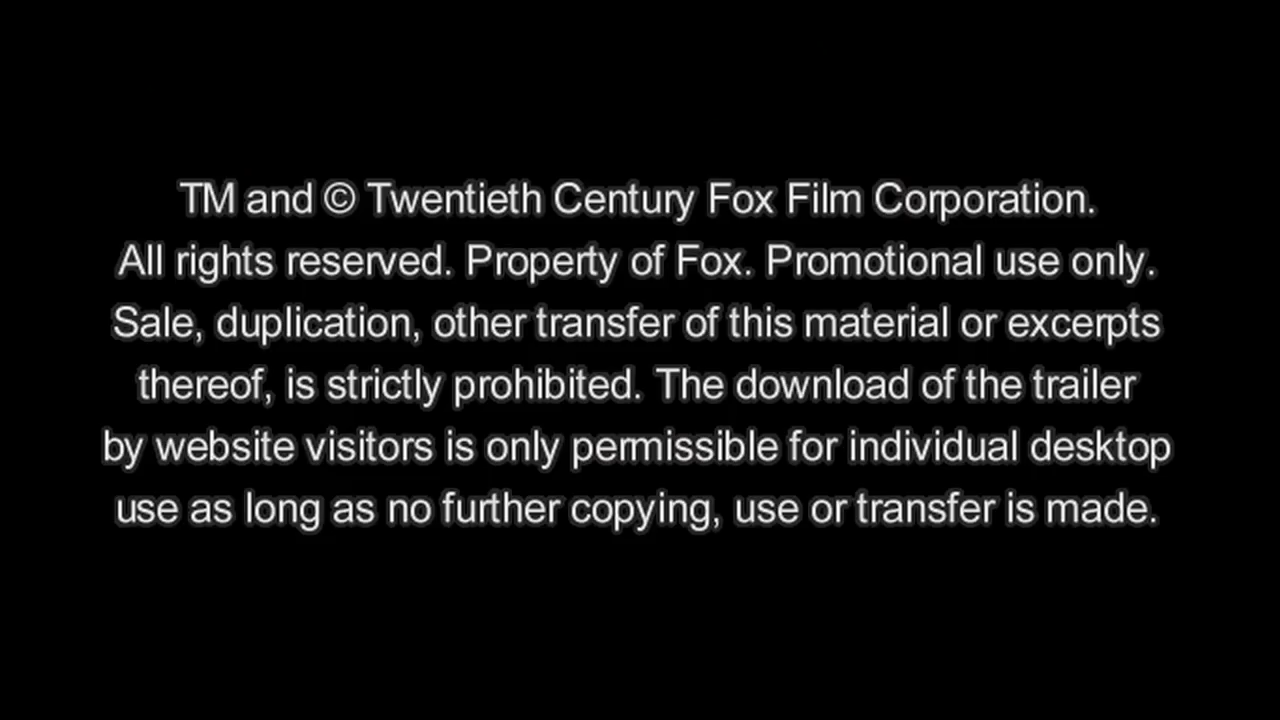 TM and © Twentieth Century Fox Film Corporation.
All rights reserved. Property of Fox. Promotional use only.
Sale, duplication, other transfer of this material or excerpts
thereof, is strictly prohibited. The download of the trailer
by website visitors is only permissible for individual desktop
use as long as no further copying, use or transfer is made.